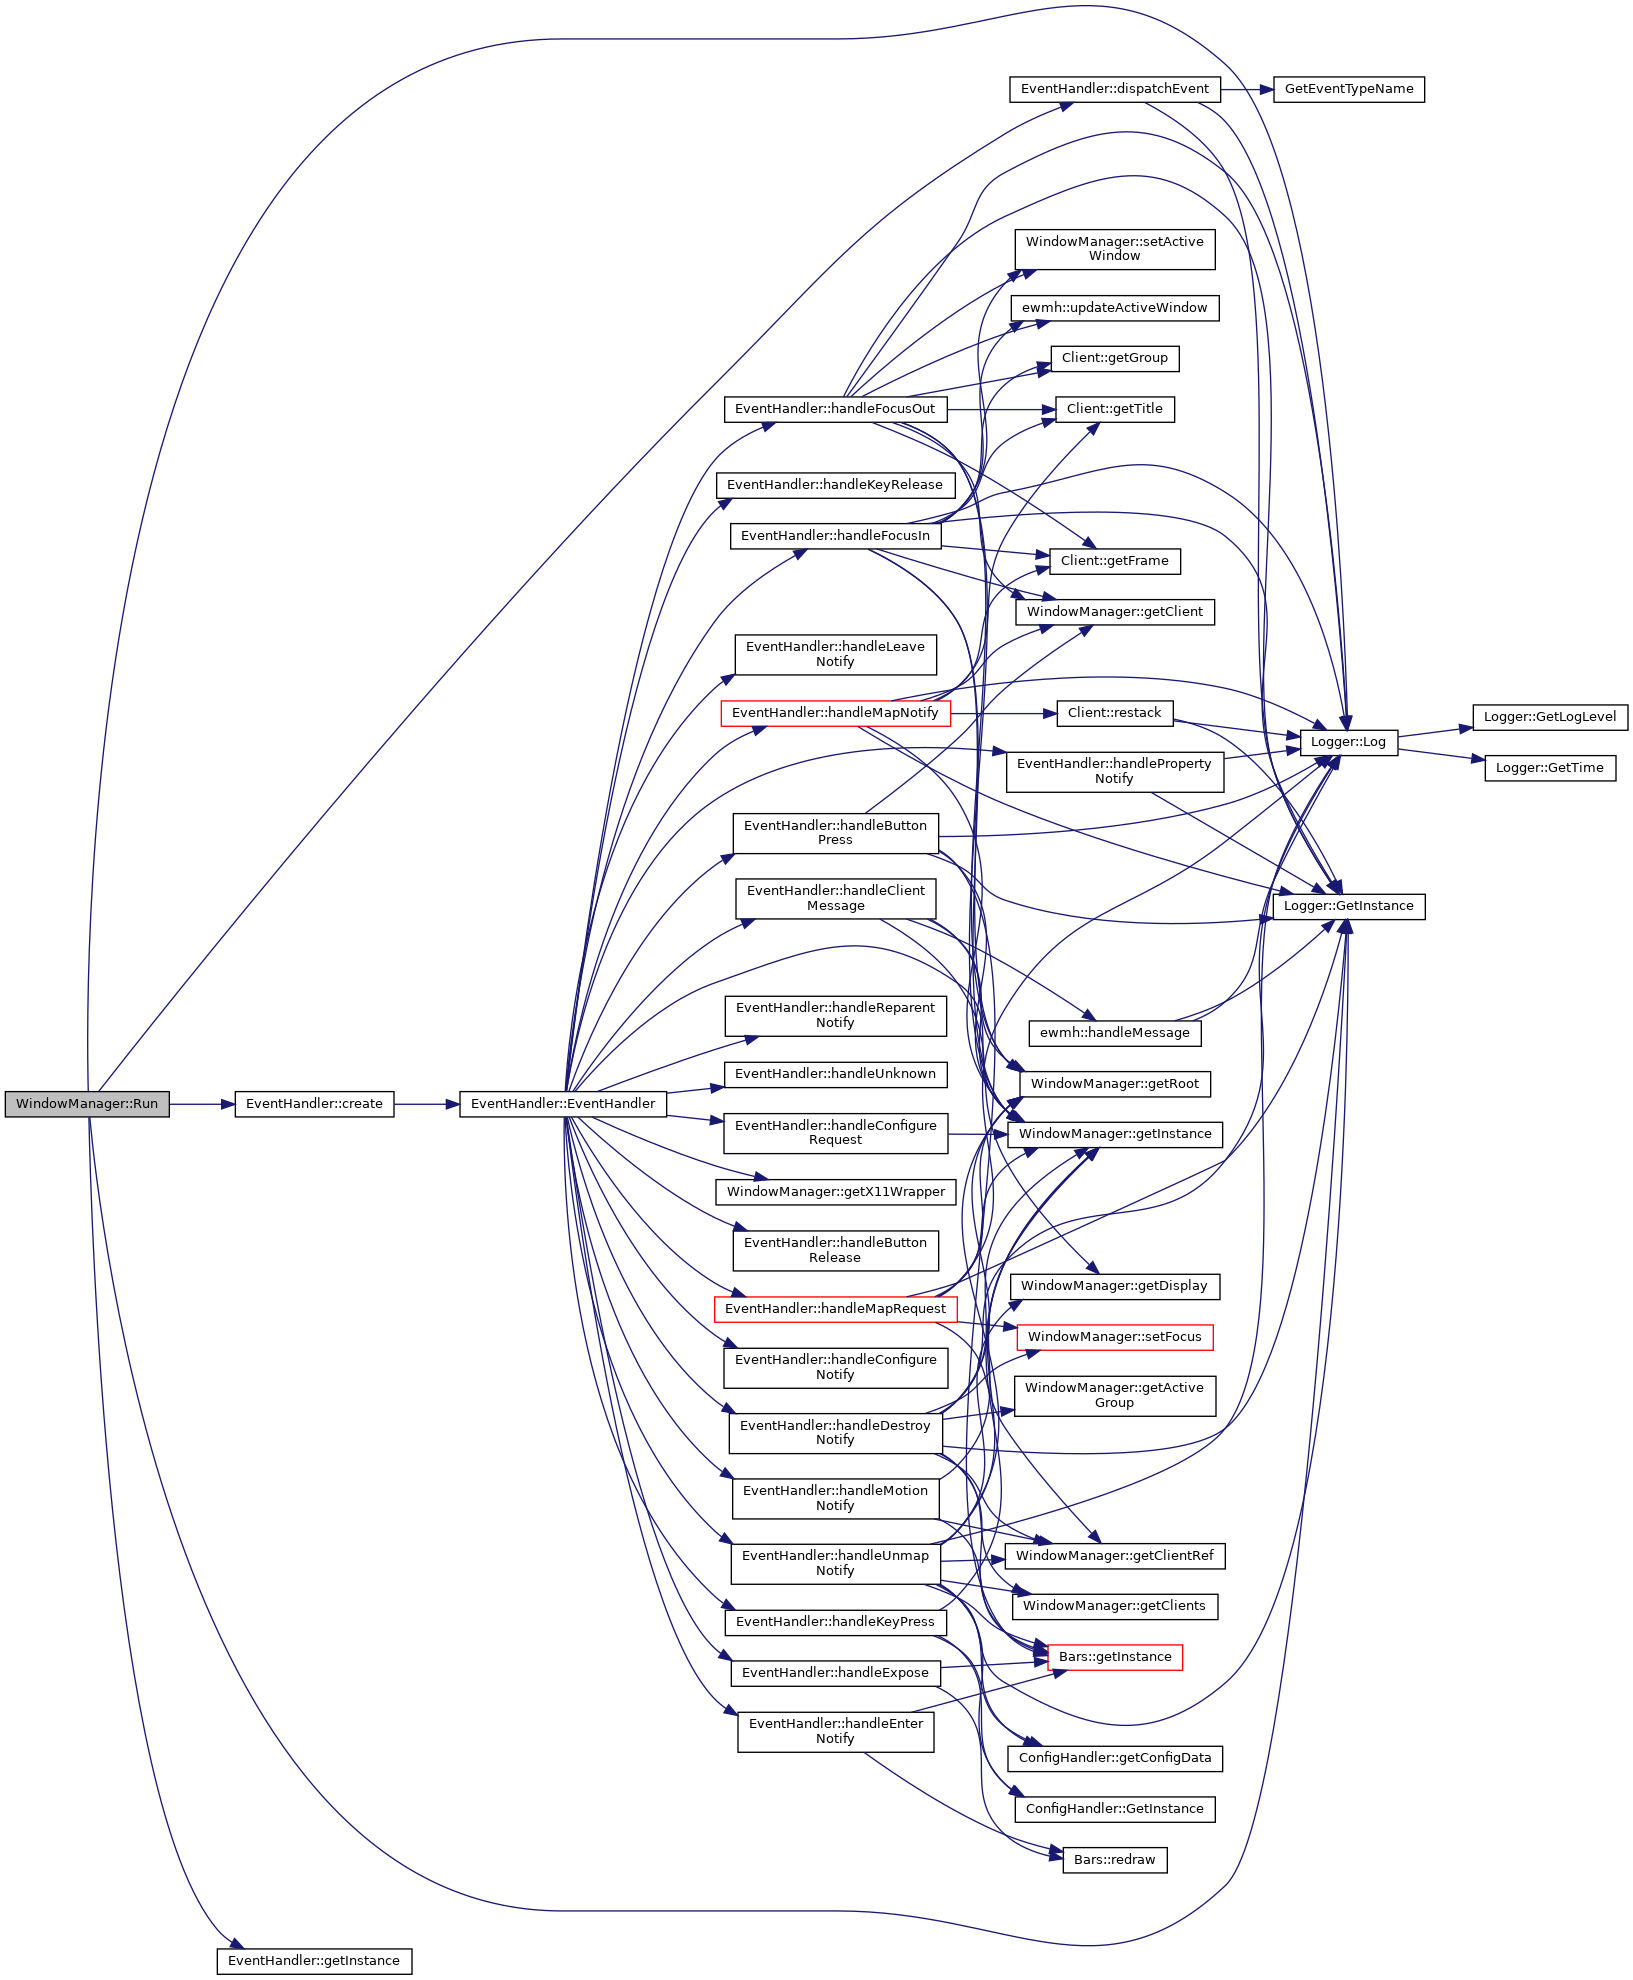 WindowManager::Run
EventHandler::create
EventHandler::getInstance
EventHandler::EventHandler
EventHandler::handleFocusOut
EventHandler::handleKeyRelease
EventHandler::handleFocusIn
EventHandler::handleLeave
Notify
EventHandler::handleMapNotify
EventHandler::handleButton
Press
EventHandler::handleClient
Message
EventHandler::handleReparent
Notify
EventHandler::handleUnknown
EventHandler::handleConfigure
Request
WindowManager::getX11Wrapper
EventHandler::handleButton
Release
EventHandler::handleMapRequest
EventHandler::handleConfigure
Notify
EventHandler::handleDestroy
Notify
EventHandler::handleMotion
Notify
EventHandler::handleUnmap
Notify
EventHandler::handleKeyPress
EventHandler::handleExpose
EventHandler::handleEnter
Notify
EventHandler::dispatchEvent
WindowManager::setActive
Window
ewmh::updateActiveWindow
Client::getGroup
Client::getTitle
Client::getFrame
WindowManager::getClient
Client::restack
EventHandler::handleProperty
Notify
ewmh::handleMessage
WindowManager::getRoot
WindowManager::getInstance
WindowManager::getDisplay
WindowManager::setFocus
WindowManager::getActive
Group
WindowManager::getClientRef
WindowManager::getClients
Bars::getInstance
ConfigHandler::getConfigData
ConfigHandler::GetInstance
Bars::redraw
GetEventTypeName
Logger::Log
Logger::GetInstance
Logger::GetLogLevel
Logger::GetTime